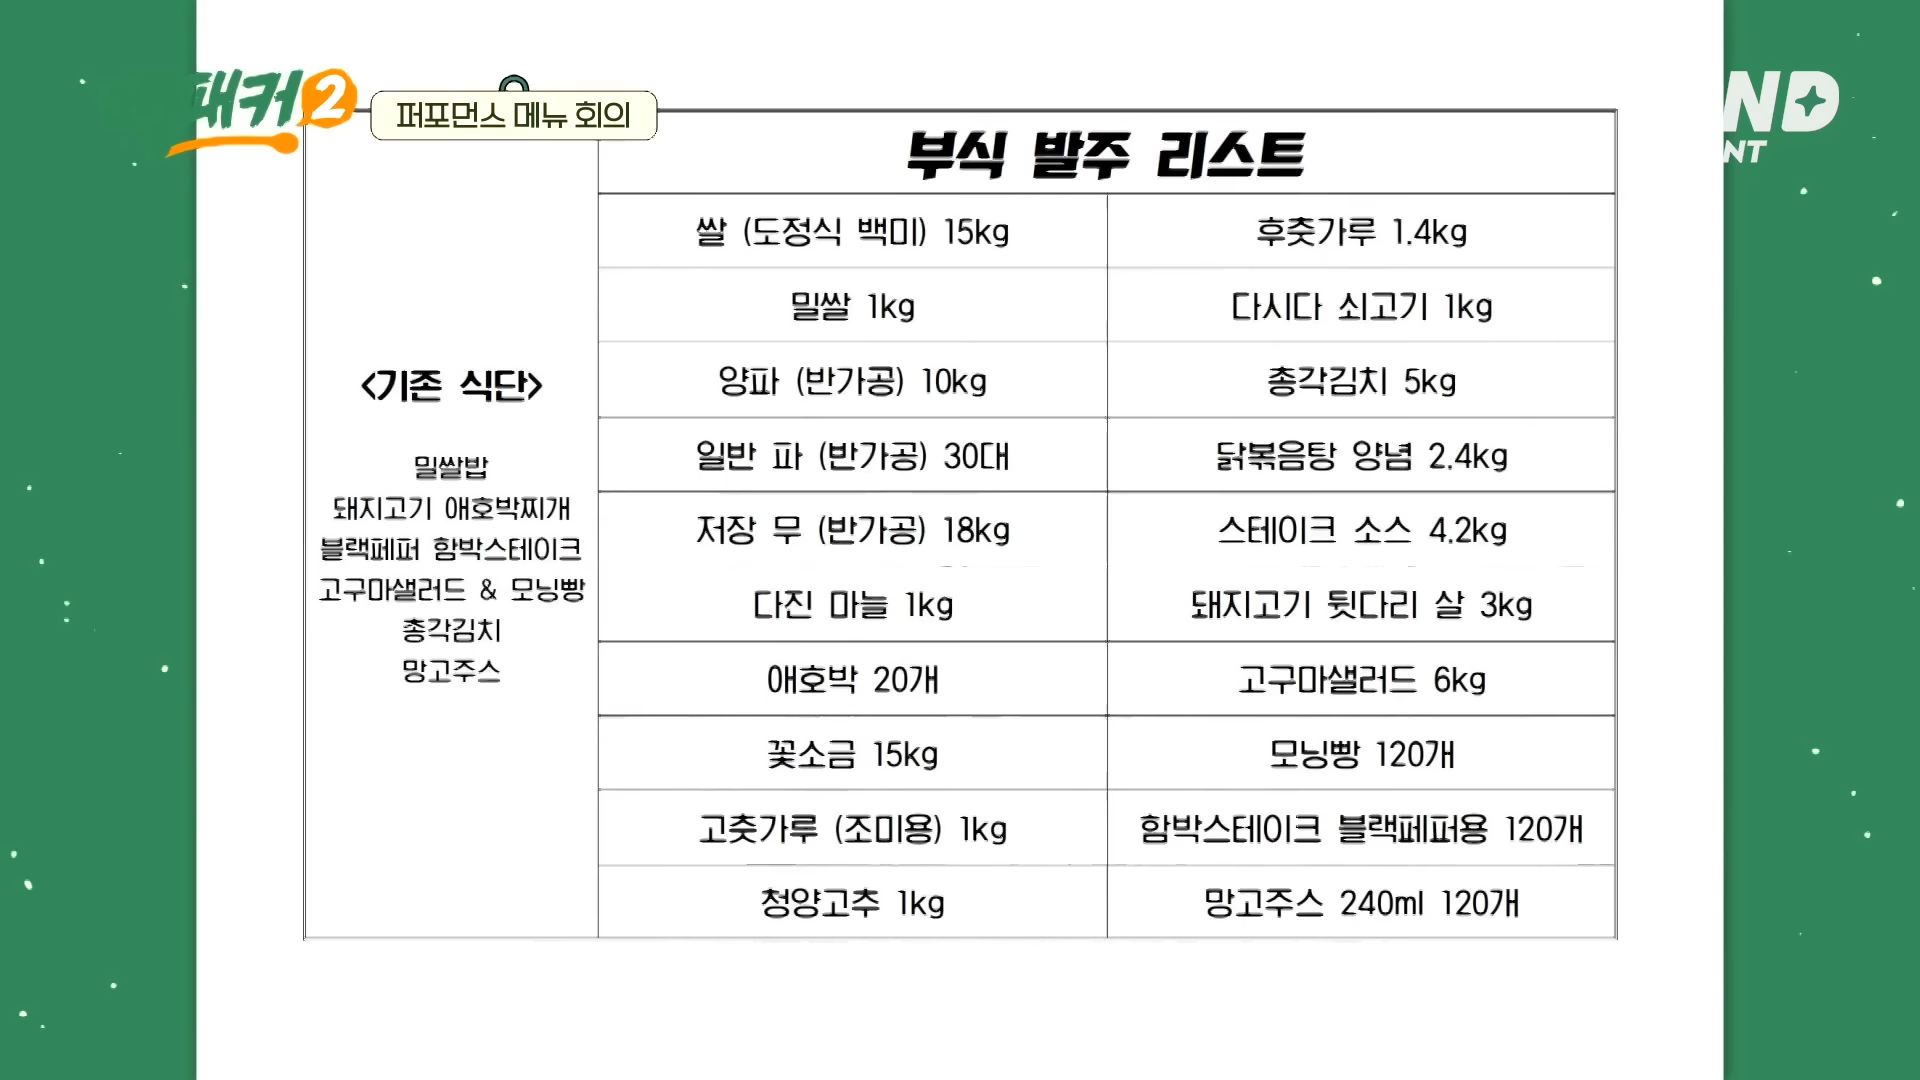 패커2
퍼포먼스 메뉴 회의
ND
NT
부식 발주 리스트
<기존 식단>
밀쌀밥
돼지고기 애호박찌개
블랙페퍼 함박스테이크
고구마샐러드 & 모닝빵
총각김치
망고주스
쌀 (도정식 백미) 15kg
후춧가루 1.4kg
밀쌀 1kg
다시다 쇠고기 1kg
양파 (반가공) 10kg
총각김치 5kg
일반 파 (반가공) 30대
닭볶음탕 양념 2.4kg
저장 무 (반가공) 18kg
스테이크 소스 4.2kg
다진 마늘 1kg
돼지고기 뒷다리 살 3kg
애호박 20개
고구마샐러드 6kg
꽃소금 15kg
모닝빵 120개
고춧가루 (조미용) 1kg
함박스테이크 블랙페퍼용 120개
청양고추 1kg
망고주스 240ml 120개